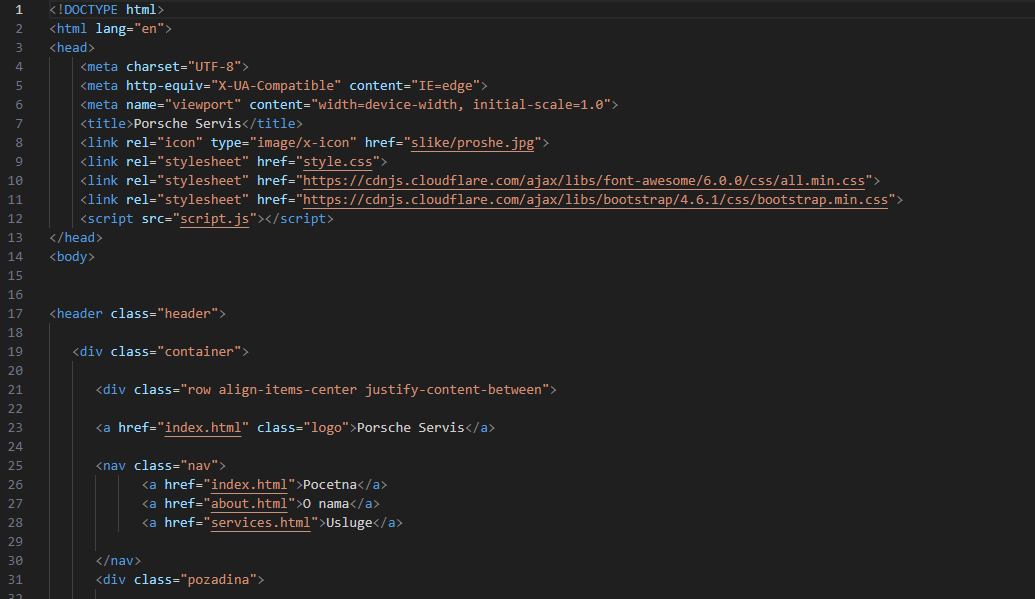 1 <!DOCTYPE html>
2 <html lang="en">
3 <head>
4     <meta charset="UTF-8">
5     <meta http-equiv="X-UA-Compatible" content="IE=edge">
6     <meta name="viewport" content="width=device-width, initial-scale=1.0">
7     <title>Porsche Servis</title>
8     <link rel="icon" type="image/x-icon" href="slike/proshe.jpg">
9     <link rel="stylesheet" href="style.css">
10     <link rel="stylesheet" href="https://cdnjs.cloudflare.com/ajax/libs/font-awesome/6.0.0/css/all.min.css">
11     <link rel="stylesheet" href="https://cdnjs.cloudflare.com/ajax/libs/bootstrap/4.6.1/css/bootstrap.min.css">
12     <script src="script.js"></script>
13 </head>
14 <body>
15
16
17 <header class="header">
18
19    <div class="container">
20
21       <div class="row align-items-center justify-content-between">
22
23       <a href="index.html" class="logo">Porsche Servis</a>
24
25       <nav class="nav">
26             <a href="index.html">Pocetna</a>
27             <a href="about.html">O nama</a>
28             <a href="services.html">Usluge</a>
29
30       </nav>
31       <div class="pozadina">
32